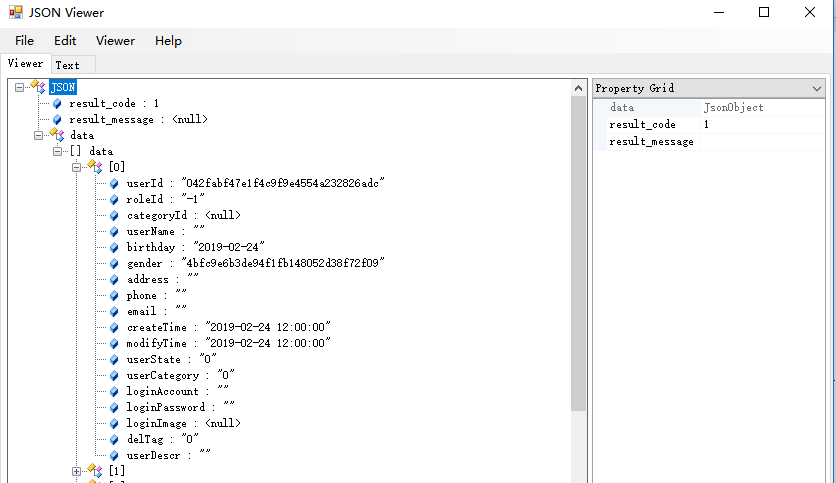 JSON Viewer
File Edit Viewer Help
Viewer Text
JSON
result_code : 1
result_message : <null>
data
[] data
[0]
userId : "042fabf47e1f4c9f9e4554a232826adc"
roleId : "-1"
categoryId : <null>
userName : ""
birthday : "2019-02-24"
gender : "4bfc9e6b3de94f1fb148052d38f72f09"
address : ""
phone : ""
email : ""
createTime : "2019-02-24 12:00:00"
modifyTime : "2019-02-24 12:00:00"
userState : "0"
userCategory : "0"
loginAccount : ""
loginPassword : ""
loginImage : <null>
delTag : "0"
userDescr : ""
[1]
Property Grid
data JsonObject
result_code 1
result_message